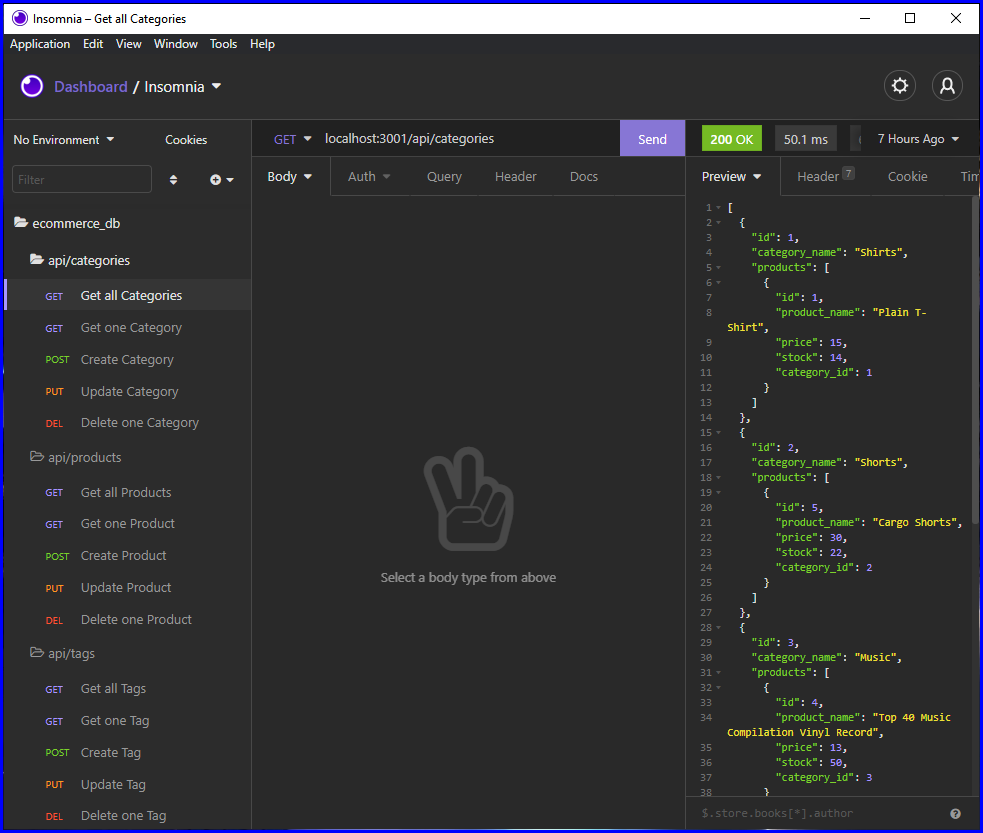 Insomnia – Get all Categories
Application Edit View Window Tools Help
Dashboard / Insomnia
No Environment Cookies
Filter
ecommerce_db
api/categories
GET Get all Categories
GET Get one Category
POST Create Category
PUT Update Category
DEL Delete one Category
api/products
GET Get all Products
GET Get one Product
POST Create Product
PUT Update Product
DEL Delete one Product
api/tags
GET Get all Tags
GET Get one Tag
POST Create Tag
PUT Update Tag
DEL Delete one Tag
GET localhost:3001/api/categories Send
Body Auth Query Header Docs
Select a body type from above
200 OK 50.1 ms 7 Hours Ago
Preview Header 7 Cookie Tim
1 [
2 {
3 "id": 1,
4 "category_name": "Shirts",
5 "products": [
6 {
7 "id": 1,
8 "product_name": "Plain T-
Shirt",
9 "price": 15,
10 "stock": 14,
11 "category_id": 1
12 }
13 ]
14 },
15 {
16 "id": 2,
17 "category_name": "Shorts",
18 "products": [
19 {
20 "id": 5,
21 "product_name": "Cargo Shorts",
22 "price": 30,
23 "stock": 22,
24 "category_id": 2
25 }
26 ]
27 },
28 {
29 "id": 3,
30 "category_name": "Music",
31 "products": [
32 {
33 "id": 4,
34 "product_name": "Top 40 Music
Compilation Vinyl Record",
35 "price": 13,
36 "stock": 50,
37 "category_id": 3
38 }
$.store.books[*].author